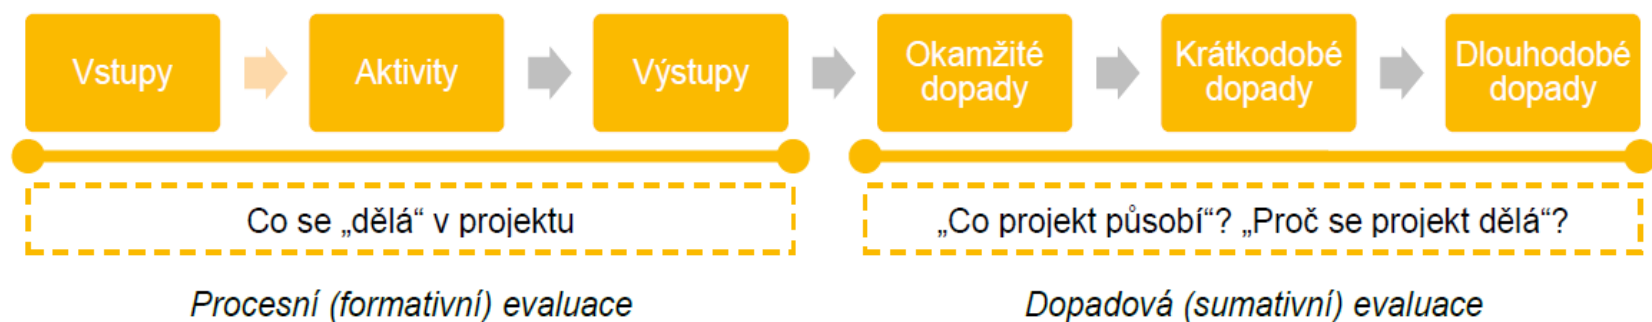 Vstupy
Aktivity
Výstupy
Okamžité
dopady
Krátkodobé
dopady
Dlouhodobé
dopady
Co se „dělá“ v projektu
„Co projekt působí“? „Proč se projekt dělá“?
Procesní (formativní) evaluace
Dopadová (sumativní) evaluace